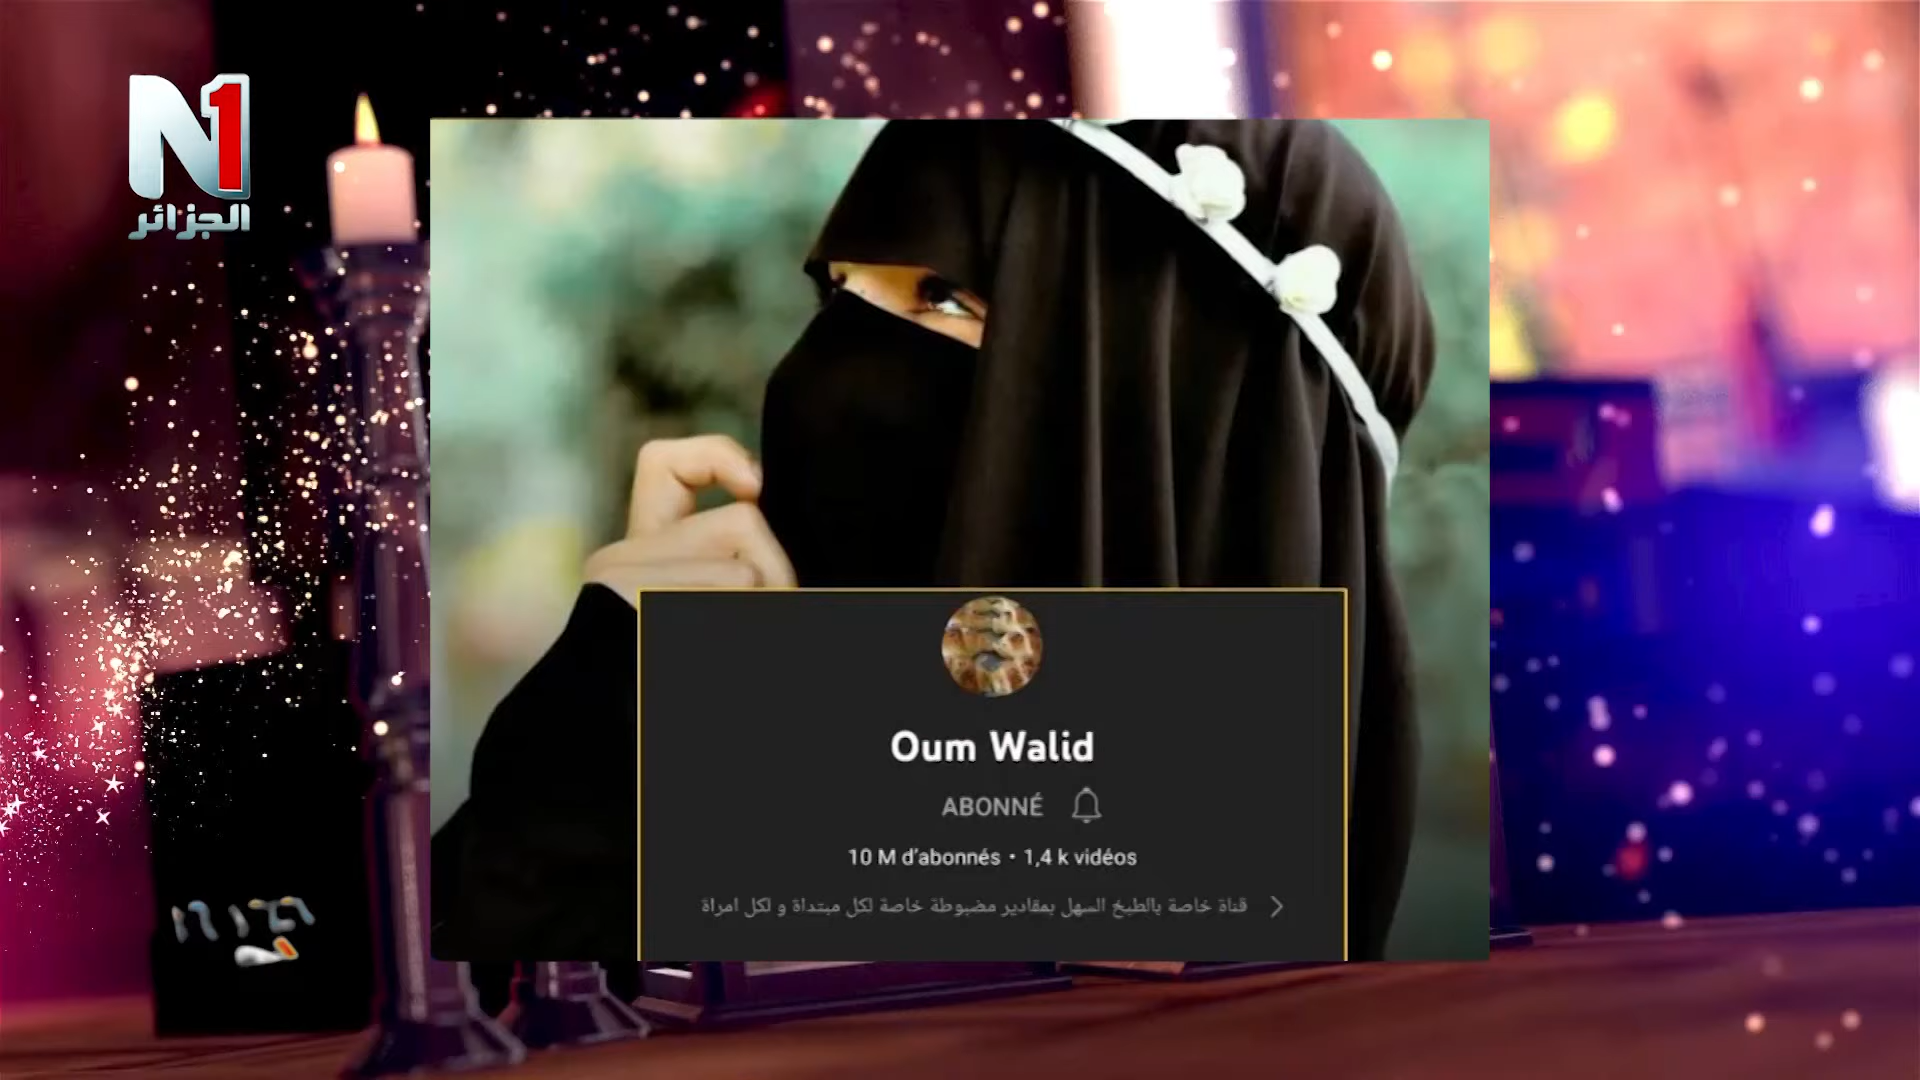 N1
الجزائر
Oum Walid
ABONNÉ
10 M d'abonnés • 1,4 k vidéos
قناة خاصة بالطبخ السهل بمقادير مضبوطة خاصة لكل مبتداة و لكل امراة